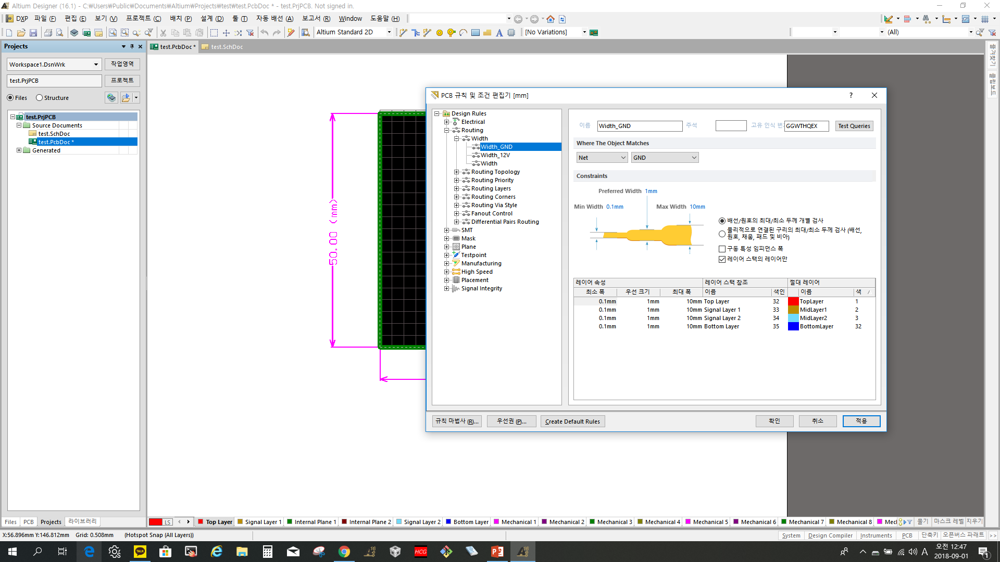 Altium Designer (16.1) - C:₩Users₩Public₩Documents₩Altium₩Projects₩test₩test.PcbDoc * - test.PrjPCB. Not signed in.
DXP 파일 (F) 편집 (E) 보기 (V) 프로젝트 (C) 배치 (P) 설계 (D) 툴 (T) 자동 배선 (A) 보고서 (R) Window 도움말 (H)
Altium Standard 2D [No Variations] (All)
Projects
test.PcbDoc * test.SchDoc
Workspace1.DsnWrk 작업영역
test.PrjPCB 프로젝트
Files Structure
test.PrjPCB
Source Documents
test.SchDoc
test.PcbDoc *
Generated
50.00 (mm)
PCB 규칙 및 조건 편집기 [mm] ?
Design Rules
Electrical
Routing
Width
Width_GND
Width_12V
Width
Routing Topology
Routing Priority
Routing Layers
Routing Corners
Routing Via Style
Fanout Control
Differential Pairs Routing
SMT
Mask
Plane
Testpoint
Manufacturing
High Speed
Placement
Signal Integrity
이름 Width_GND 주석 고유 인식 번 GGWTHQEX Test Queries
Where The Object Matches
Net GND
Constraints
Preferred Width 1mm
Min Width 0.1mm Max Width 10mm
배선/원호의 최대/최소 두께 개별 검사
물리적으로 연결된 구리의 최대/최소 두께 검사 (배선,
원호, 채움, 패드 및 비아)
구동 특성 임피던스 폭
레이어 스택의 레이어만
레이어 속성 레이어 스택 참조 절대 레이어
최소 폭 우선 크기 최대 폭 이름 색인 이름 색
0.1mm 1mm 10mm Top Layer 32 TopLayer 1
0.1mm 1mm 10mm Signal Layer 1 33 MidLayer1 2
0.1mm 1mm 10mm Signal Layer 2 34 MidLayer2 3
0.1mm 1mm 10mm Bottom Layer 35 BottomLayer 32
규칙 마법사 (R)... 우선권 (P)... Create Default Rules 확인 취소 적용
즐겨찾기
클립보드
Files PCB Projects 라이브러리
LS Top Layer Signal Layer 1 Internal Plane 1 Internal Plane 2 Signal Layer 2 Bottom Layer Mechanical 1 Mechanical 2 Mechanical 3 Mechanical 4 Mechanical 5 Mechanical 6 Mechanical 7 Mechanical 8 Mecl 풀기 마스크 레벨 지우기
X:56.896mm Y:146.812mm Grid: 0.508mm (Hotspot Snap (All Layers))
System Design Compiler Instruments PCB 단축키 오픈버스 파래트 >>
TALK
HCG
16
16
A
오전 12:47
2018-09-01
1